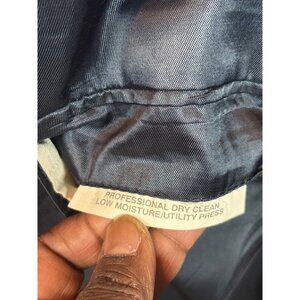 PROFESSIONAL DRY CLEAN
LOW MOISTURE/UTILITY PRESS